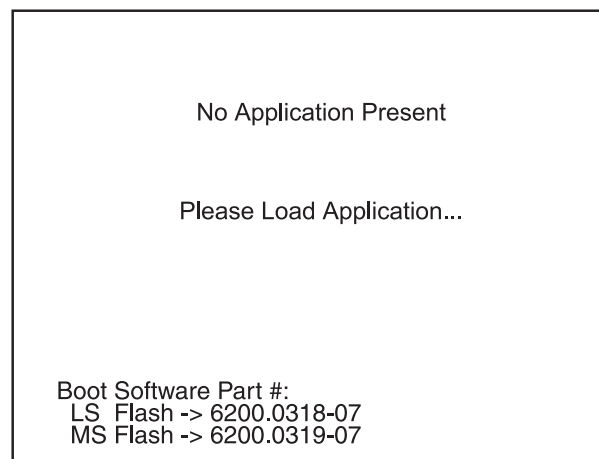 No Application Present
Please Load Application...
Boot Software Part #:
LS Flash -> 6200.0318-07
MS Flash -> 6200.0319-07